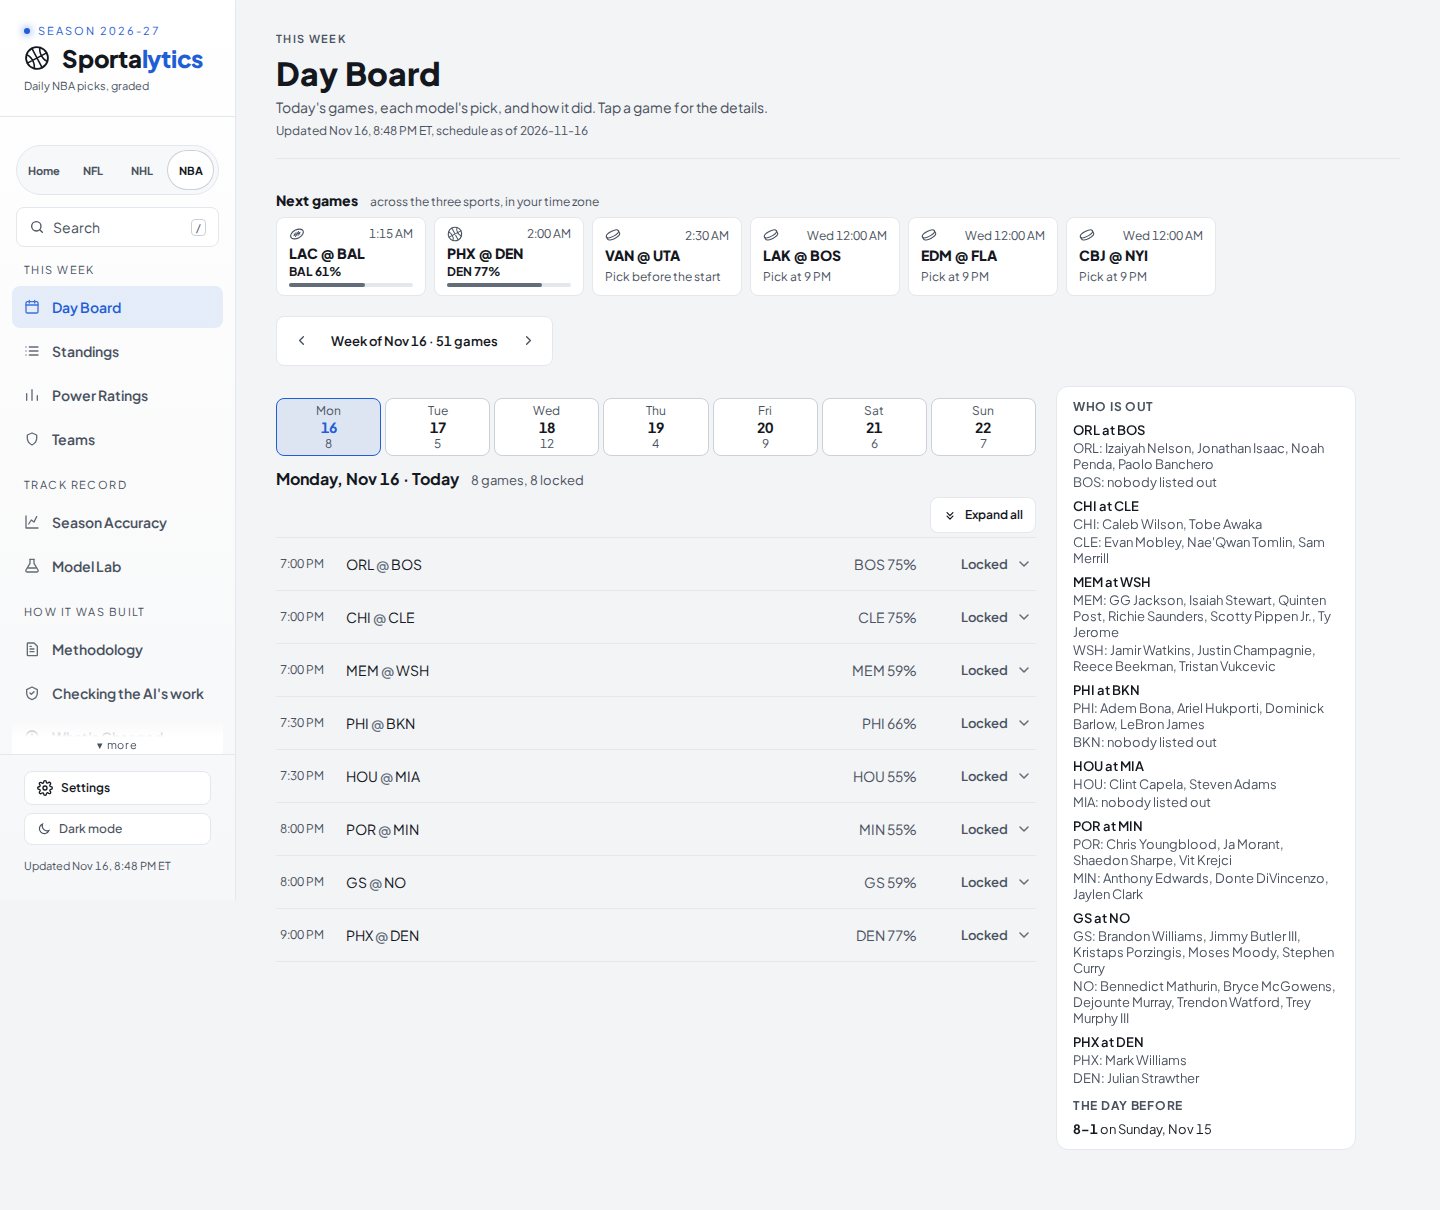 SEASON 2026-27
Sportalytics
Daily NBA picks, graded
Home NFL NHL NBA
Search /
THIS WEEK
Day Board
Standings
Power Ratings
Teams
TRACK RECORD
Season Accuracy
Model Lab
HOW IT WAS BUILT
Methodology
Checking the AI's work
▾ more
Settings
Dark mode
Updated Nov 16, 8:48 PM ET
THIS WEEK
Day Board
Today's games, each model's pick, and how it did. Tap a game for the details.
Updated Nov 16, 8:48 PM ET, schedule as of 2026-11-16
Next games across the three sports, in your time zone
1:15 AM
LAC @ BAL
BAL 61%
2:00 AM
PHX @ DEN
DEN 77%
2:30 AM
VAN @ UTA
Pick before the start
Wed 12:00 AM
LAK @ BOS
Pick at 9 PM
Wed 12:00 AM
EDM @ FLA
Pick at 9 PM
Wed 12:00 AM
CBJ @ NYI
Pick at 9 PM
Week of Nov 16 · 51 games
Mon
16
8
Tue
17
5
Wed
18
12
Thu
19
4
Fri
20
9
Sat
21
6
Sun
22
7
Monday, Nov 16 · Today 8 games, 8 locked
Expand all
7:00 PM ORL @ BOS BOS 75% Locked
7:00 PM CHI @ CLE CLE 75% Locked
7:00 PM MEM @ WSH MEM 59% Locked
7:30 PM PHI @ BKN PHI 66% Locked
7:30 PM HOU @ MIA HOU 55% Locked
8:00 PM POR @ MIN MIN 55% Locked
8:00 PM GS @ NO GS 59% Locked
9:00 PM PHX @ DEN DEN 77% Locked
WHO IS OUT
ORL at BOS
ORL: Izaiyah Nelson, Jonathan Isaac, Noah
Penda, Paolo Banchero
BOS: nobody listed out
CHI at CLE
CHI: Caleb Wilson, Tobe Awaka
CLE: Evan Mobley, Nae'Qwan Tomlin, Sam
Merrill
MEM at WSH
MEM: GG Jackson, Isaiah Stewart, Quinten
Post, Richie Saunders, Scotty Pippen Jr., Ty
Jerome
WSH: Jamir Watkins, Justin Champagnie,
Reece Beekman, Tristan Vukcevic
PHI at BKN
PHI: Adem Bona, Ariel Hukporti, Dominick
Barlow, LeBron James
BKN: nobody listed out
HOU at MIA
HOU: Clint Capela, Steven Adams
MIA: nobody listed out
POR at MIN
POR: Chris Youngblood, Ja Morant,
Shaedon Sharpe, Vit Krejci
MIN: Anthony Edwards, Donte DiVincenzo,
Jaylen Clark
GS at NO
GS: Brandon Williams, Jimmy Butler III,
Kristaps Porzingis, Moses Moody, Stephen
Curry
NO: Bennedict Mathurin, Bryce McGowens,
Dejounte Murray, Trendon Watford, Trey
Murphy III
PHX at DEN
PHX: Mark Williams
DEN: Julian Strawther
THE DAY BEFORE
8–1 on Sunday, Nov 15